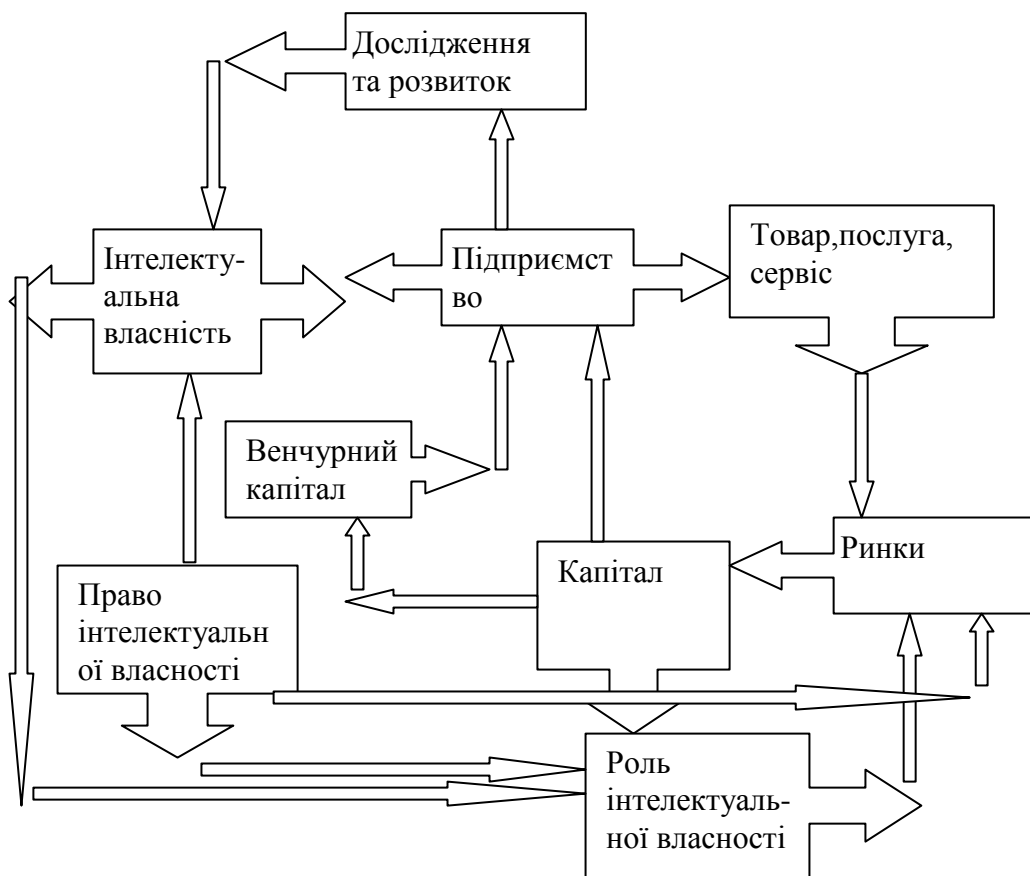 Дослідження
та розвиток
Інтелекту-
альна
власність
Підприємст
во
Товар,послуга,
сервіс
Венчурний
капітал
Право
інтелектуальн
ої власності
Капітал
Ринки
Роль
інтелектуаль-
ної власності